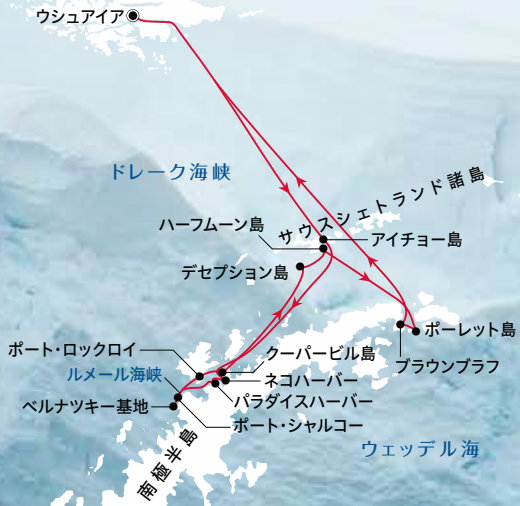 ウシュアイア
ドレーク海峡
サウスシェトランド諸島
ハーフムーン島
アイチョー島
デセプション島
ポーレット島
ブラウンブラフ
ポート・ロックロイ
クーパービル島
ルメール海峡
ネコハーバー
パラダイスハーバー
ベルナツキー基地
ポート・シャルコー
南極半島
ウェッデル海